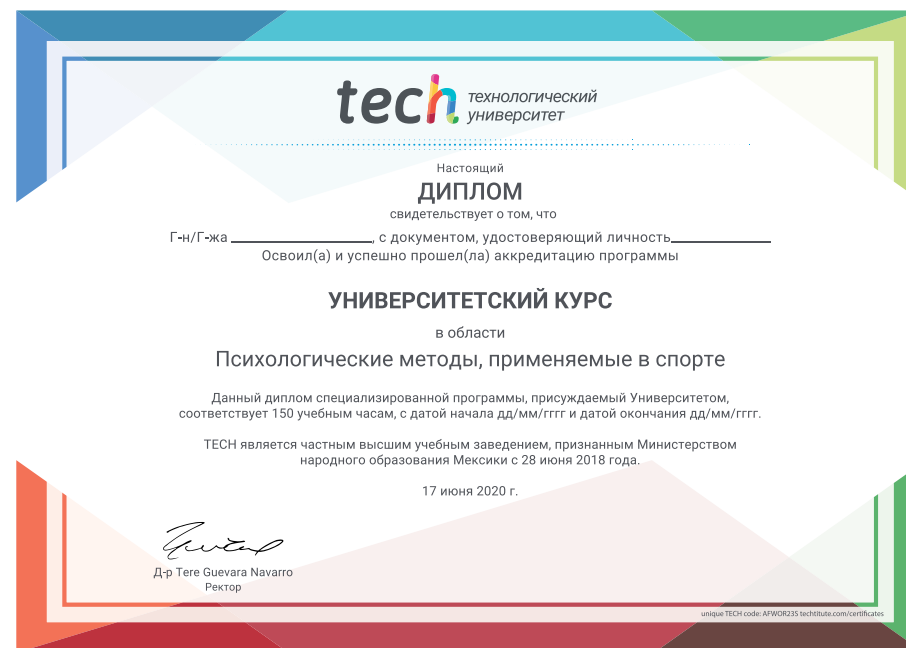 tech технологический
университет
Настоящий
ДИПЛОМ
свидетельствует о том, что
Г-н/Г-жа ____________________, с документом, удостоверяющий личность______________
Освоил(а) и успешно прошел(ла) аккредитацию программы
УНИВЕРСИТЕТСКИЙ КУРС
в области
Психологические методы, применяемые в спорте
Данный диплом специализированной программы, присуждаемый Университетом,
соответствует 150 учебным часам, с датой начала дд/мм/гггг и датой окончания дд/мм/гггг.
TECH является частным высшим учебным заведением, признанным Министерством
народного образования Мексики с 28 июня 2018 года.
17 июня 2020 г.
Д-р Tere Guevara Navarro
Ректор
unique TECH code: AFWOR23S techtitute.com/certificates